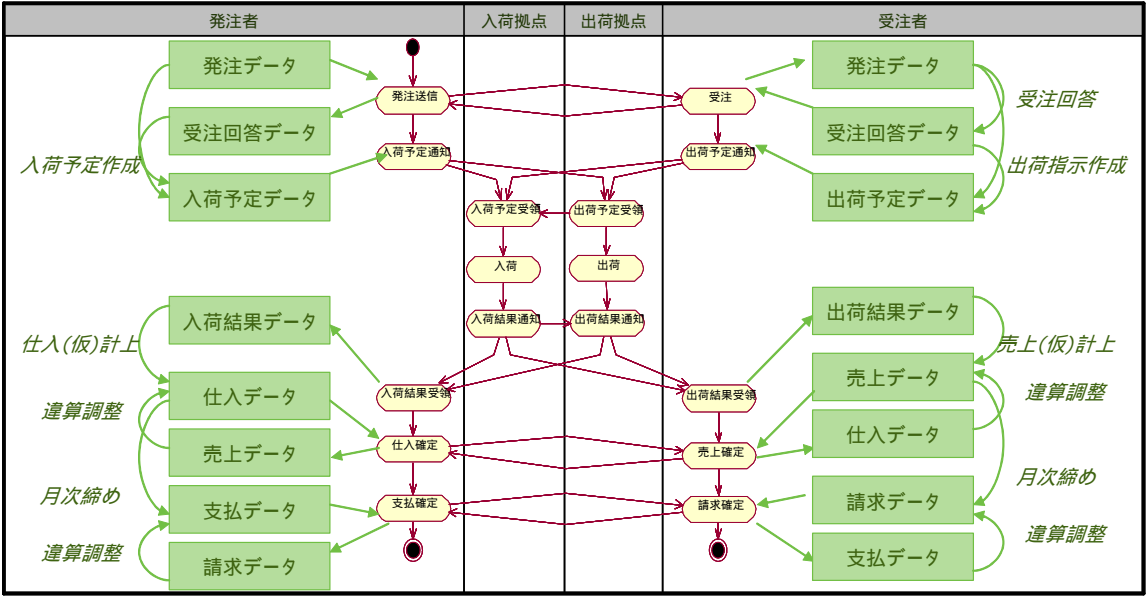 発注者
入荷拠点
出荷拠点
受注者
発注データ
受注回答データ
入荷予定データ
入荷予定作成
発注送信
入荷予定通知
受注
出荷予定通知
発注データ
受注回答データ
出荷予定データ
受注回答
出荷指示作成
入荷予定受領
出荷予定受領
入荷
出荷
入荷結果通知
出荷結果通知
入荷結果データ
仕入(仮)計上
仕入データ
違算調整
売上データ
月次締め
支払データ
違算調整
請求データ
入荷結果受領
仕入確定
支払確定
出荷結果受領
売上確定
請求確定
出荷結果データ
売上(仮)計上
売上データ
違算調整
仕入データ
月次締め
請求データ
違算調整
支払データ